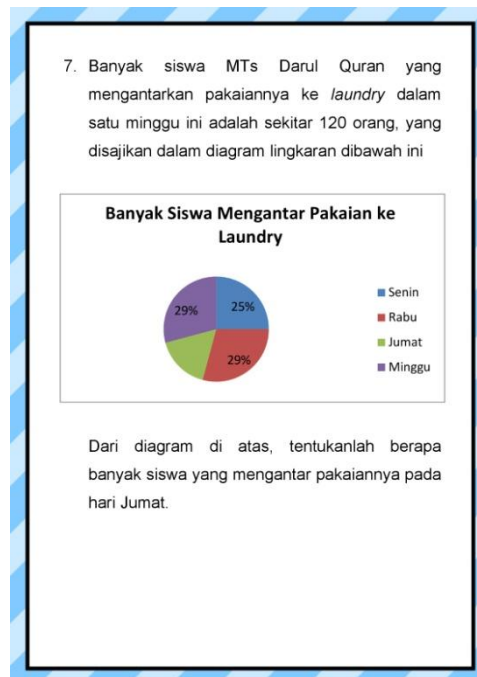 7. Banyak siswa MTs Darul Quran yang
mengantarkan pakaiannya ke laundry dalam
satu minggu ini adalah sekitar 120 orang, yang
disajikan dalam diagram lingkaran dibawah ini
Banyak Siswa Mengantar Pakaian ke
Laundry
29%
25%
29%
Senin
Rabu
Jumat
Minggu
Dari diagram di atas, tentukanlah berapa
banyak siswa yang mengantar pakaiannya pada
hari Jumat.